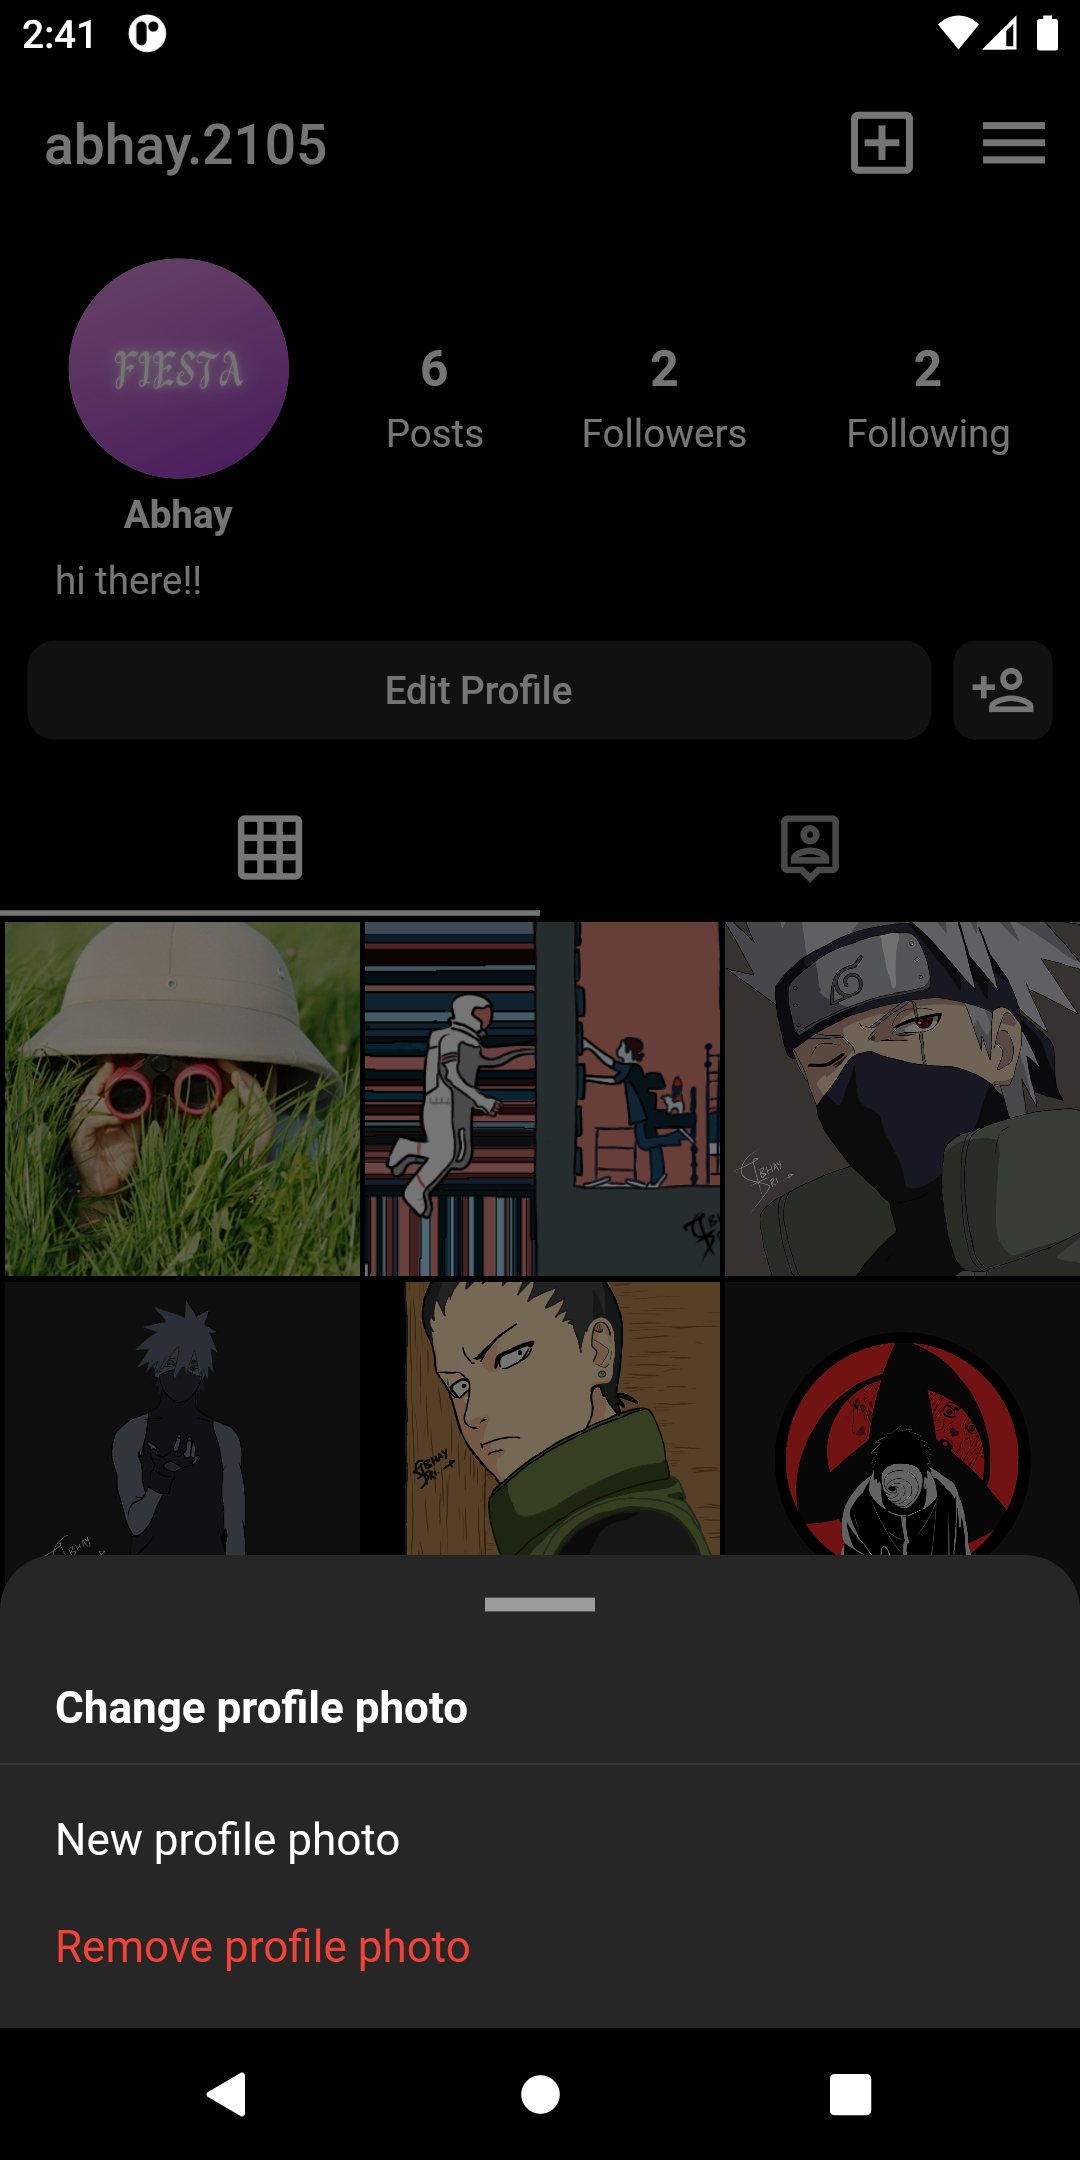 2:41
abhay.2105
FIESTA
6
2
2
Posts
Followers
Following
Abhay
hi there!!
Edit Profile
Change profile photo
New profile photo
Remove profile photo